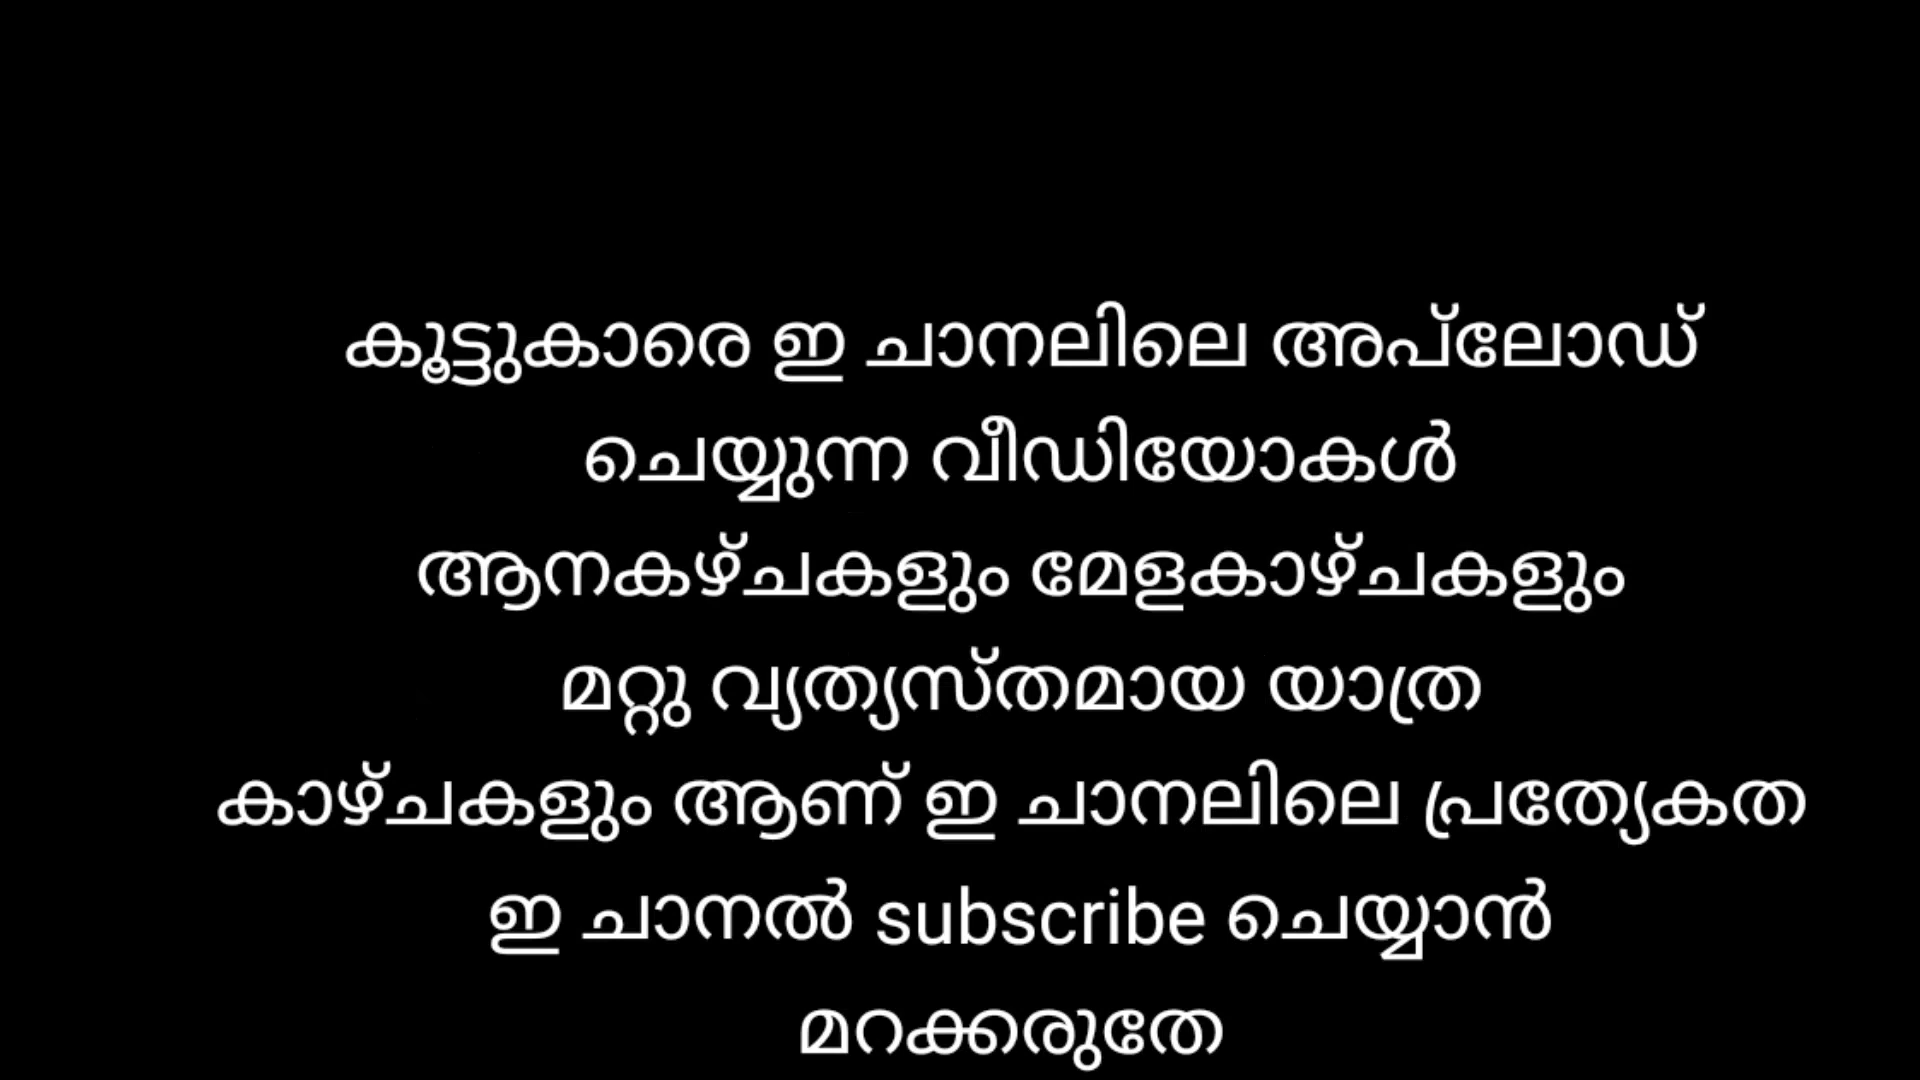 കൂട്ടുകാരെ ഇ ചാനലിലെ അപ്‌ലോഡ്
ചെയ്യുന്ന വീഡിയോകൾ
ആനകഴ്ചകളും മേളകാഴ്ചകളും
മറ്റു വ്യത്യസ്തമായ യാത്ര
കാഴ്ചകളും ആണ് ഇ ചാനലിലെ പ്രത്യേകത
ഇ ചാനൽ subscribe ചെയ്യാൻ
മറക്കരുതേ